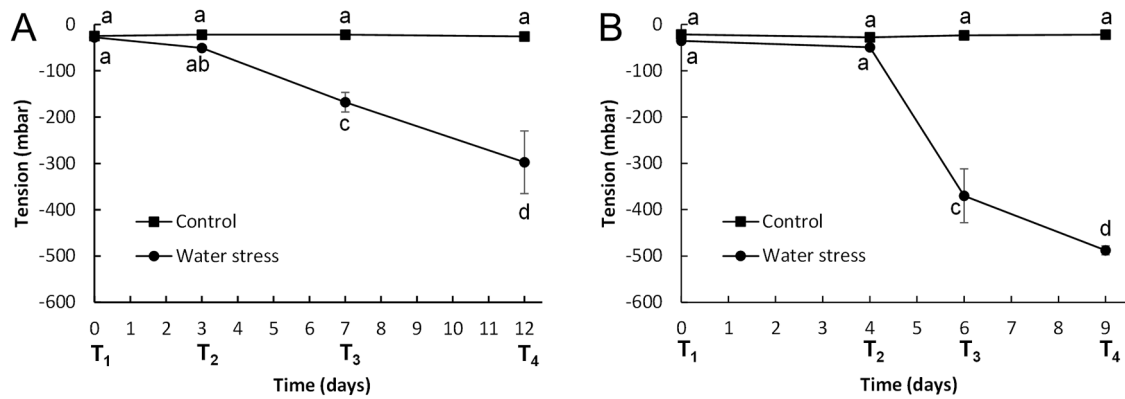 A
Tension (mbar)
0
-100
-200
-300
-400
-500
-600
a a a a
a ab c d
Control
Water stress
0 1 2 3 4 5 6 7 8 9 10 11 12
T1 T2 T3 T4
Time (days)
B
Tension (mbar)
0
-100
-200
-300
-400
-500
-600
a a a a
a a c d
Control
Water stress
0 1 2 3 4 5 6 7 8 9
T1 T2 T3 T4
Time (days)